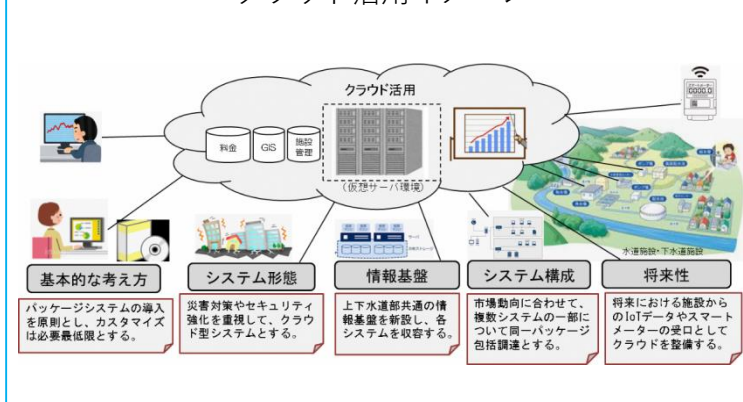 クラウド活用イメージ
クラウド活用
料金
GIS
施設
管理
(仮想サーバ環境)
水道施設・下水道施設
基本的な考え方
パッケージシステムの導入
を原則とし、カスタマイズ
は必要最低限とする。
システム形態
災害対策やセキュリティ
強化を重視して、クラウ
ド型システムとする。
情報基盤
上下水道部共通の情
報基盤を新設し、各
システムを収容する。
システム構成
市場動向に合わせて、
複数システムの一部に
ついて同一パッケージ
包括調達とする。
将来性
将来における施設から
のIoTデータやスマート
メーターの受口として
クラウドを整備する。